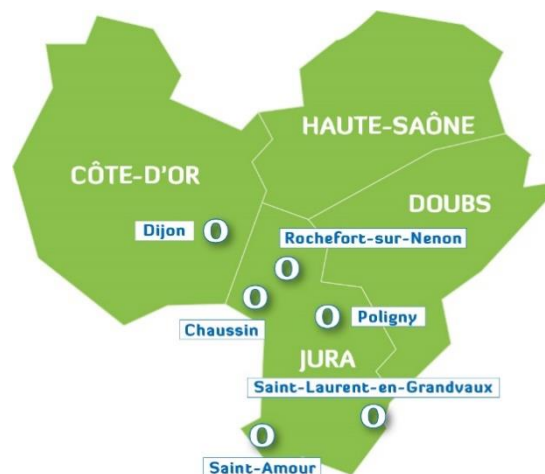 HAUTE-SAÔNE
CÔTE-D'OR
DOUBS
Dijon
Rochefort-sur-Nenon
Chaussin
Poligny
JURA
Saint-Laurent-en-Grandvaux
Saint-Amour